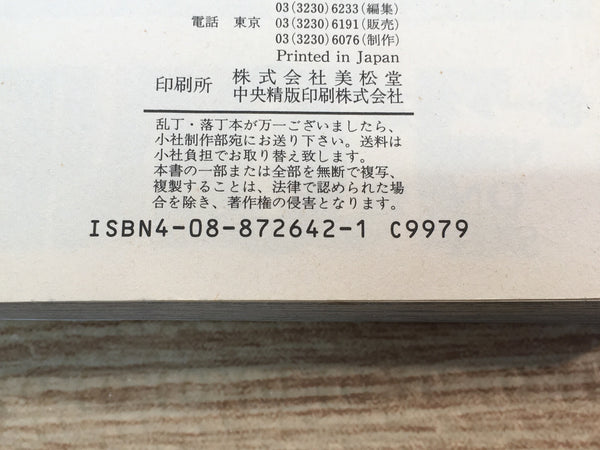 03(3230)6233(編集)
電話 東京 03(3230)6191(販売)
03(3230)6076(制作)
Printed in Japan
印刷所 株式会社美松堂
中央精版印刷株式会社
乱丁・落丁本が万一ございましたら、
小社制作部宛にお送り下さい。送料は
小社負担でお取り替え致します。
本書の一部または全部を無断で複写、
複製することは、法律で認められた場
合を除き、著作権の侵害となります。
ISBN4-08-872642-1 C9979